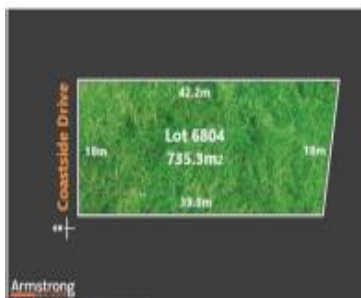 42.2m
Coastside Drive
Lot 6804
18m
18m
735.3m2
39.8m
Armstrong